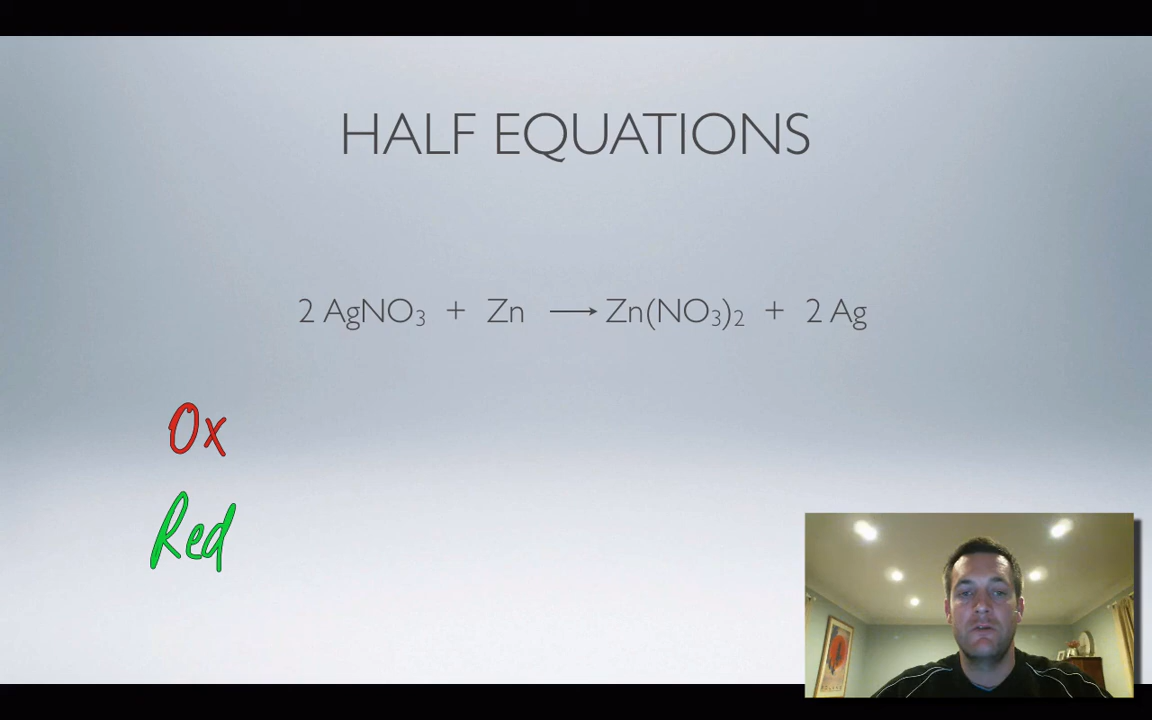 HALF EQUATIONS
2 AgNO₃ + Zn ⟶ Zn(NO₃)₂ + 2 Ag
Ox
Red